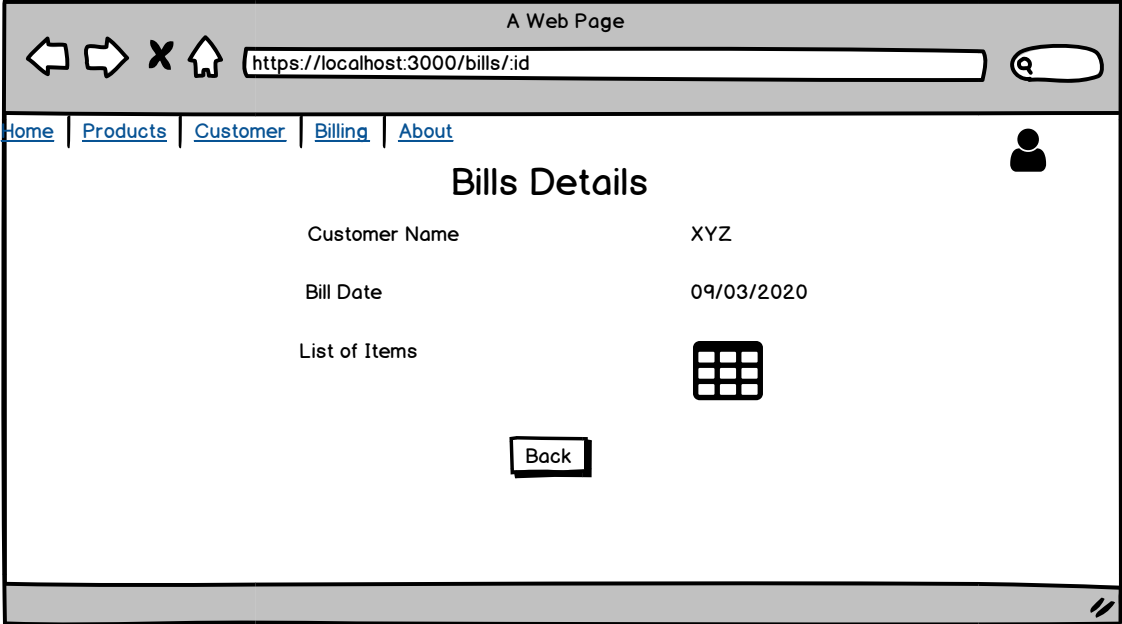 A Web Page
https://localhost:3000/bills/:id
Home Products Customer Billing About
Bills Details
Customer Name XYZ
Bill Date 09/03/2020
List of Items
Back